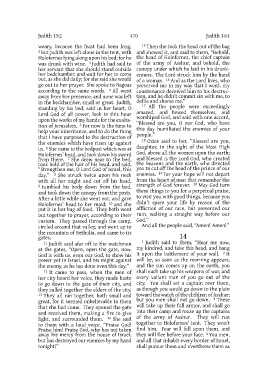 Judith 13:2 470 Judith 14:1
weary, because the feast had been long.
2 But Judith was left alone in the tent, with
Holofernes lying along upon his bed: for he
was drunk with wine. 3 Judith had said to
her servant that she should stand outside
her bedchamber, and wait for her to come
out, as she did daily; for she said she would
go out to her prayer. She spoke to Bagoas
according to the same words. 4 All went
away from her presence, and none was left
in the bedchamber, small or great. Judith,
standing by his bed, said in her heart, O
Lord God of all power, look in this hour
upon the works of my hands for the exalta-
tion of Jerusalem. 5 For now is the time to
help your inheritance, and to do the thing
that I have purposed to the destruction of
the enemies which have risen up against
us. 6 She came to the bedpost which was at
Holofernes' head, and took down his sword
from there. 7 She drew near to the bed,
took hold of the hair of his head, and said,
Strengthen me, O Lord God of Israel, this
day. 8 She struck twice upon his neck
with all her might and cut off his head,
9 tumbled his body down from the bed,
and took down the canopy from the posts.
After a little while she went out, and gave
Holofernes' head to her maid; 10 and she
put it in her bag of food. They both went
out together to prayer, according to their
custom. They passed through the camp,
circled around that valley, and went up to
the mountain of Bethulia, and came to its
gates.
11 Judith said afar off to the watchmen
at the gates, "Open, open the gate, now.
God is with us, even our God, to show his
power yet in Israel, and his might against
the enemy, as he has done even this day."
12 It came to pass, when the men of
her city heard her voice, they made haste
to go down to the gate of their city, and
they called together the elders of the city.
13 They all ran together, both small and
great, for it seemed unbelievable to them
that she had come. They opened the gate
and received them, making a fire to give
light, and surrounded them. 14 She said
to them with a loud voice, "Praise God!
Praise him! Praise God, who has not taken
away his mercy from the house of Israel,
but has destroyed our enemies by my hand
tonight!"
15 Then she took the head out of the bag
and showed it, and said to them, "Behold,
the head of Holofernes, the chief captain
of the army of Asshur, and behold, the
canopy under which he laid in his drunk-
enness. The Lord struck him by the hand
of a woman. 16 And as the Lord lives, who
preserved me in my way that I went, my
countenance deceived him to his destruc-
tion, and he didn't commit sin with me, to
defile and shame me."
17 All the people were exceedingly
amazed, and bowed themselves, and
worshiped God, and said with one accord,
"Blessed are you, O our God, who have
this day humiliated the enemies of your
people."
18 Ozias said to her, "Blessed are you,
daughter, in the sight of the Most High
God, above all the women upon the earth;
and blessed is the Lord God, who created
the heavens and the earth, who directed
you to cut off the head of the prince of our
enemies. 19 For your hope will not depart
from the heart of men that remember the
strength of God forever. 20 May God turn
these things to you for a perpetual praise,
to visit you with good things, because you
didn't spare your life by reason of the
affliction of our race, but prevented our
ruin, walking a straight way before our
God."
And all the people said, "Amen! Amen!"
14
1 Judith said to them, "Hear me now,
my kindred, and take this head, and hang
it upon the battlement of your wall. 2 It
will be, so soon as the morning appears,
and the sun comes up on the earth, you
shall each take up his weapons of war, and
every valiant man of you go out of the
city. You shall set a captain over them,
as though you would go down to the plain
toward the watch of the children of Asshur;
but you men shall not go down. 3 These
will take up their full armor, and shall go
into their camp and rouse up the captains
of the army of Asshur. They will run
together to Holofernes' tent. They won't
find him. Fear will fall upon them, and
they will flee before your face. 4 You men,
and all that inhabit every border of Israel,
shall pursue them and overthrow them as